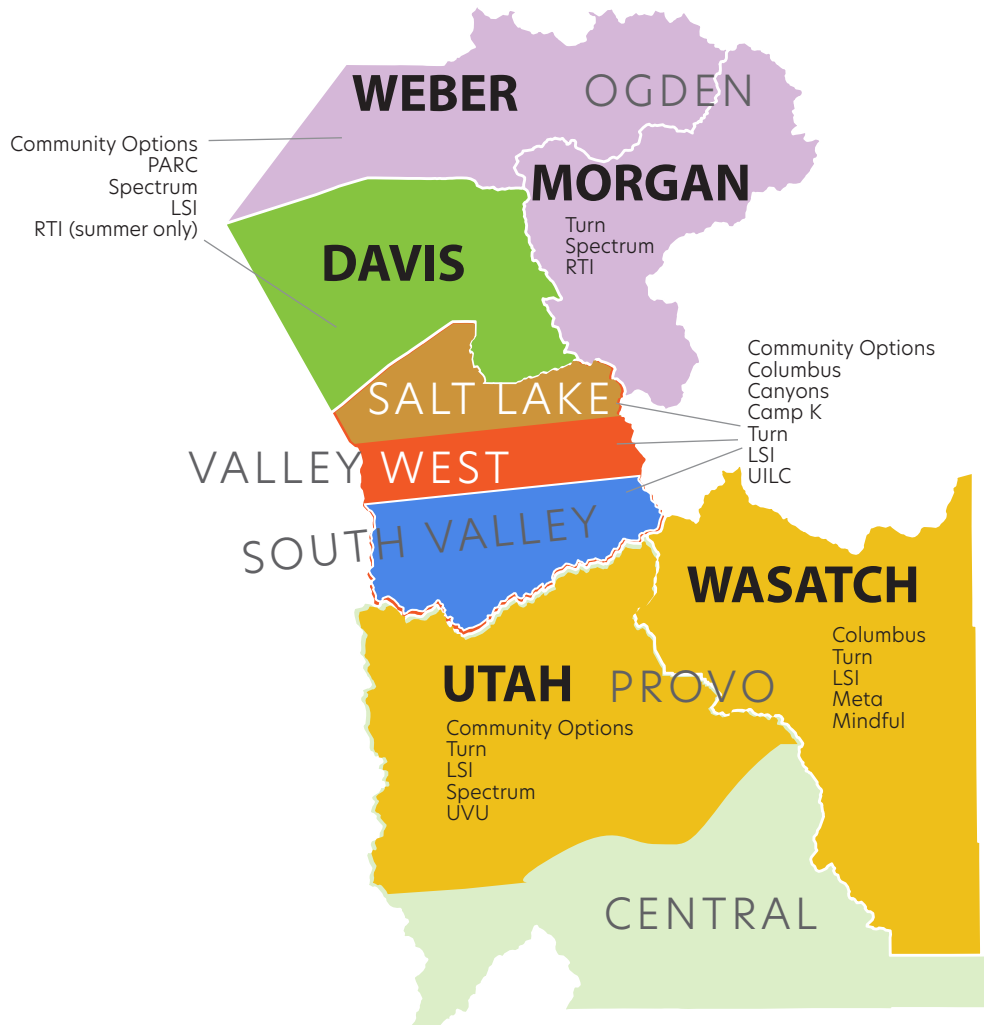 WEBER
OGDEN
Community Options
PARC
Spectrum
LSI
RTI (summer only)
MORGAN
Turn
Spectrum
RTI
DAVIS
SALT LAKE
VALLEY WEST
SOUTH VALLEY
Community Options
Columbus
Canyons
Camp K
Turn
LSI
UILC
WASATCH
Columbus
Turn
LSI
Meta
Mindful
UTAH
PROVO
Community Options
Turn
LSI
Spectrum
UVU
CENTRAL